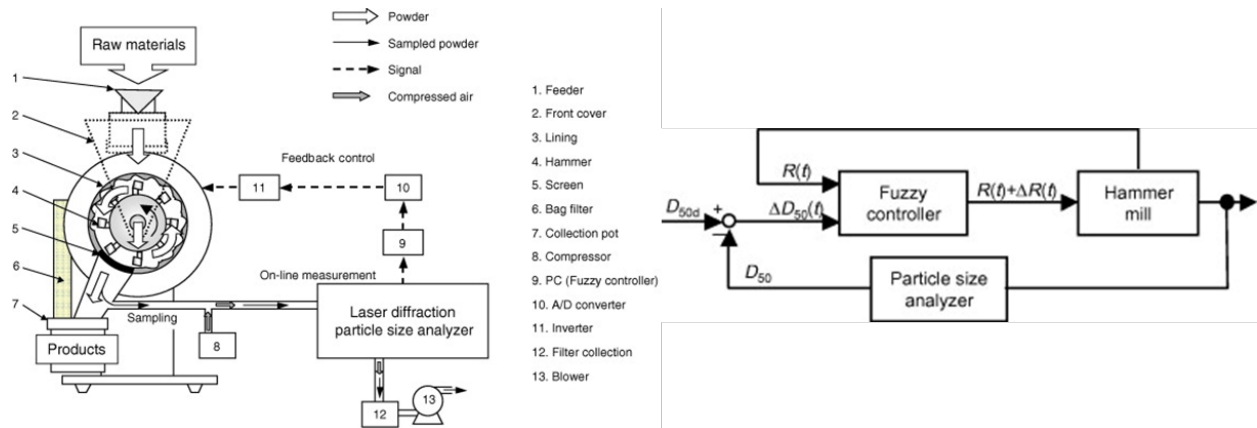 Raw materials
Powder
Sampled powder
Signal
Compressed air
1
2
3
4
5
6
7
Feedback control
11
10
9
On-line measurement
Laser diffraction
particle size analyzer
Sampling
8
Products
12
13
1. Feeder
2. Front cover
3. Lining
4. Hammer
5. Screen
6. Bag filter
7. Collection pot
8. Compressor
9. PC (Fuzzy controller)
10. A/D converter
11. Inverter
12. Filter collection
13. Blower
R(t)
D50d
+
ΔD50(t)
−
D50
Fuzzy
controller
R(t)+ΔR(t)
Hammer
mill
Particle size
analyzer